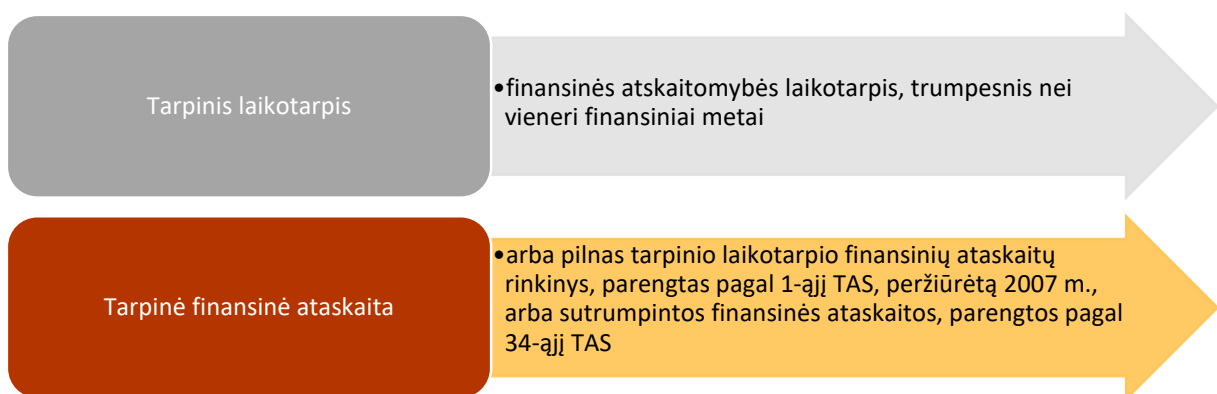 Tarpinis laikotarpis
•finansinės atskaitomybės laikotarpis, trumpesnis nei
vieneri finansiniai metai
Tarpinė finansinė ataskaita
•arba pilnas tarpinio laikotarpio finansinių ataskaitų
rinkinys, parengtas pagal 1-ąjį TAS, peržiūrėtą 2007 m.,
arba sutrumpintos finansinės ataskaitos, parengtos pagal
34-ąjį TAS